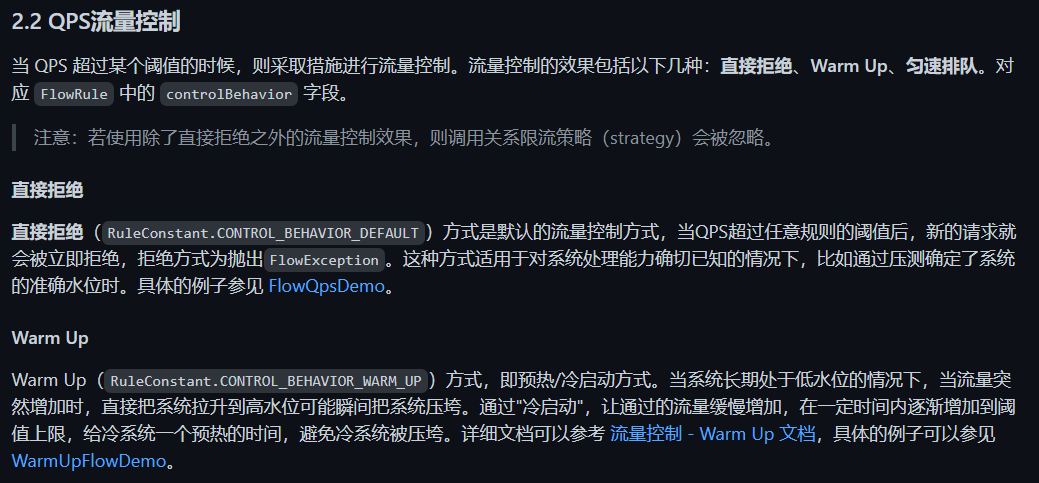 2.2 QPS流量控制
当 QPS 超过某个阈值的时候，则采取措施进行流量控制。流量控制的效果包括以下几种：直接拒绝、Warm Up、匀速排队。对
应 FlowRule 中的 controlBehavior 字段。
注意：若使用除了直接拒绝之外的流量控制效果，则调用关系限流策略（strategy）会被忽略。
直接拒绝
直接拒绝（RuleConstant.CONTROL_BEHAVIOR_DEFAULT）方式是默认的流量控制方式，当QPS超过任意规则的阈值后，新的请求就
会被立即拒绝，拒绝方式为抛出FlowException。这种方式适用于对系统处理能力确切已知的情况下，比如通过压测确定了系统
的准确水位时。具体的例子参见 FlowQpsDemo。
Warm Up
Warm Up（RuleConstant.CONTROL_BEHAVIOR_WARM_UP）方式，即预热/冷启动方式。当系统长期处于低水位的情况下，当流量突
然增加时，直接把系统拉升到高水位可能瞬间把系统压垮。通过"冷启动"，让通过的流量缓慢增加，在一定时间内逐渐增加到阈
值上限，给冷系统一个预热的时间，避免冷系统被压垮。详细文档可以参考 流量控制 - Warm Up 文档，具体的例子可以参见
WarmUpFlowDemo。